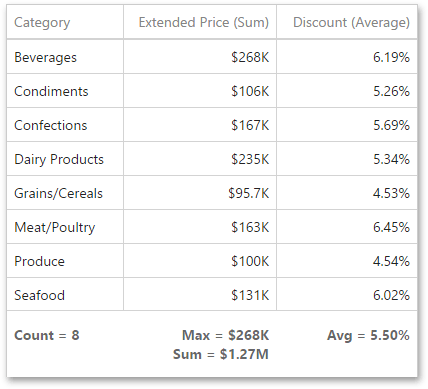 Category Extended Price (Sum) Discount (Average)
Beverages $268K 6.19%
Condiments $106K 5.26%
Confections $167K 5.69%
Dairy Products $235K 5.34%
Grains/Cereals $95.7K 4.53%
Meat/Poultry $163K 6.45%
Produce $100K 4.54%
Seafood $131K 6.02%
Count = 8 Max = $268K Avg = 5.50%
Sum = $1.27M